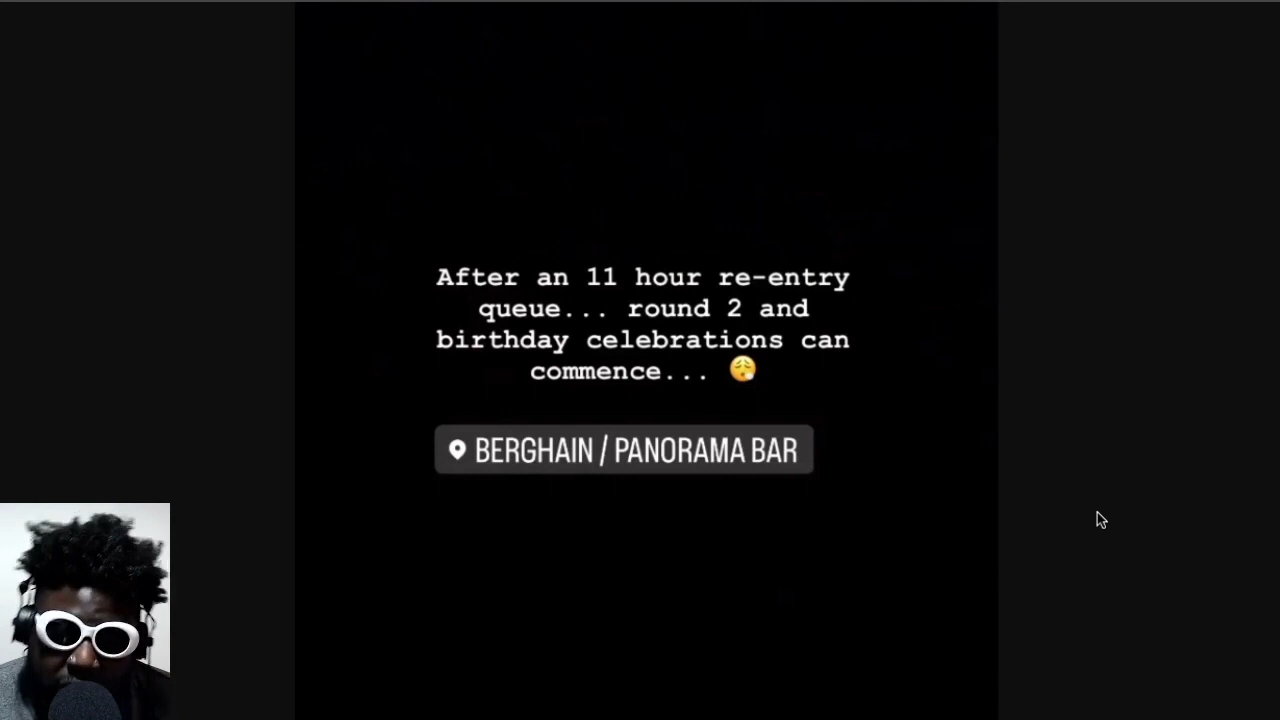 After an 11 hour re-entry
queue... round 2 and
birthday celebrations can
commence... 😮‍💨
BERGHAIN / PANORAMA BAR